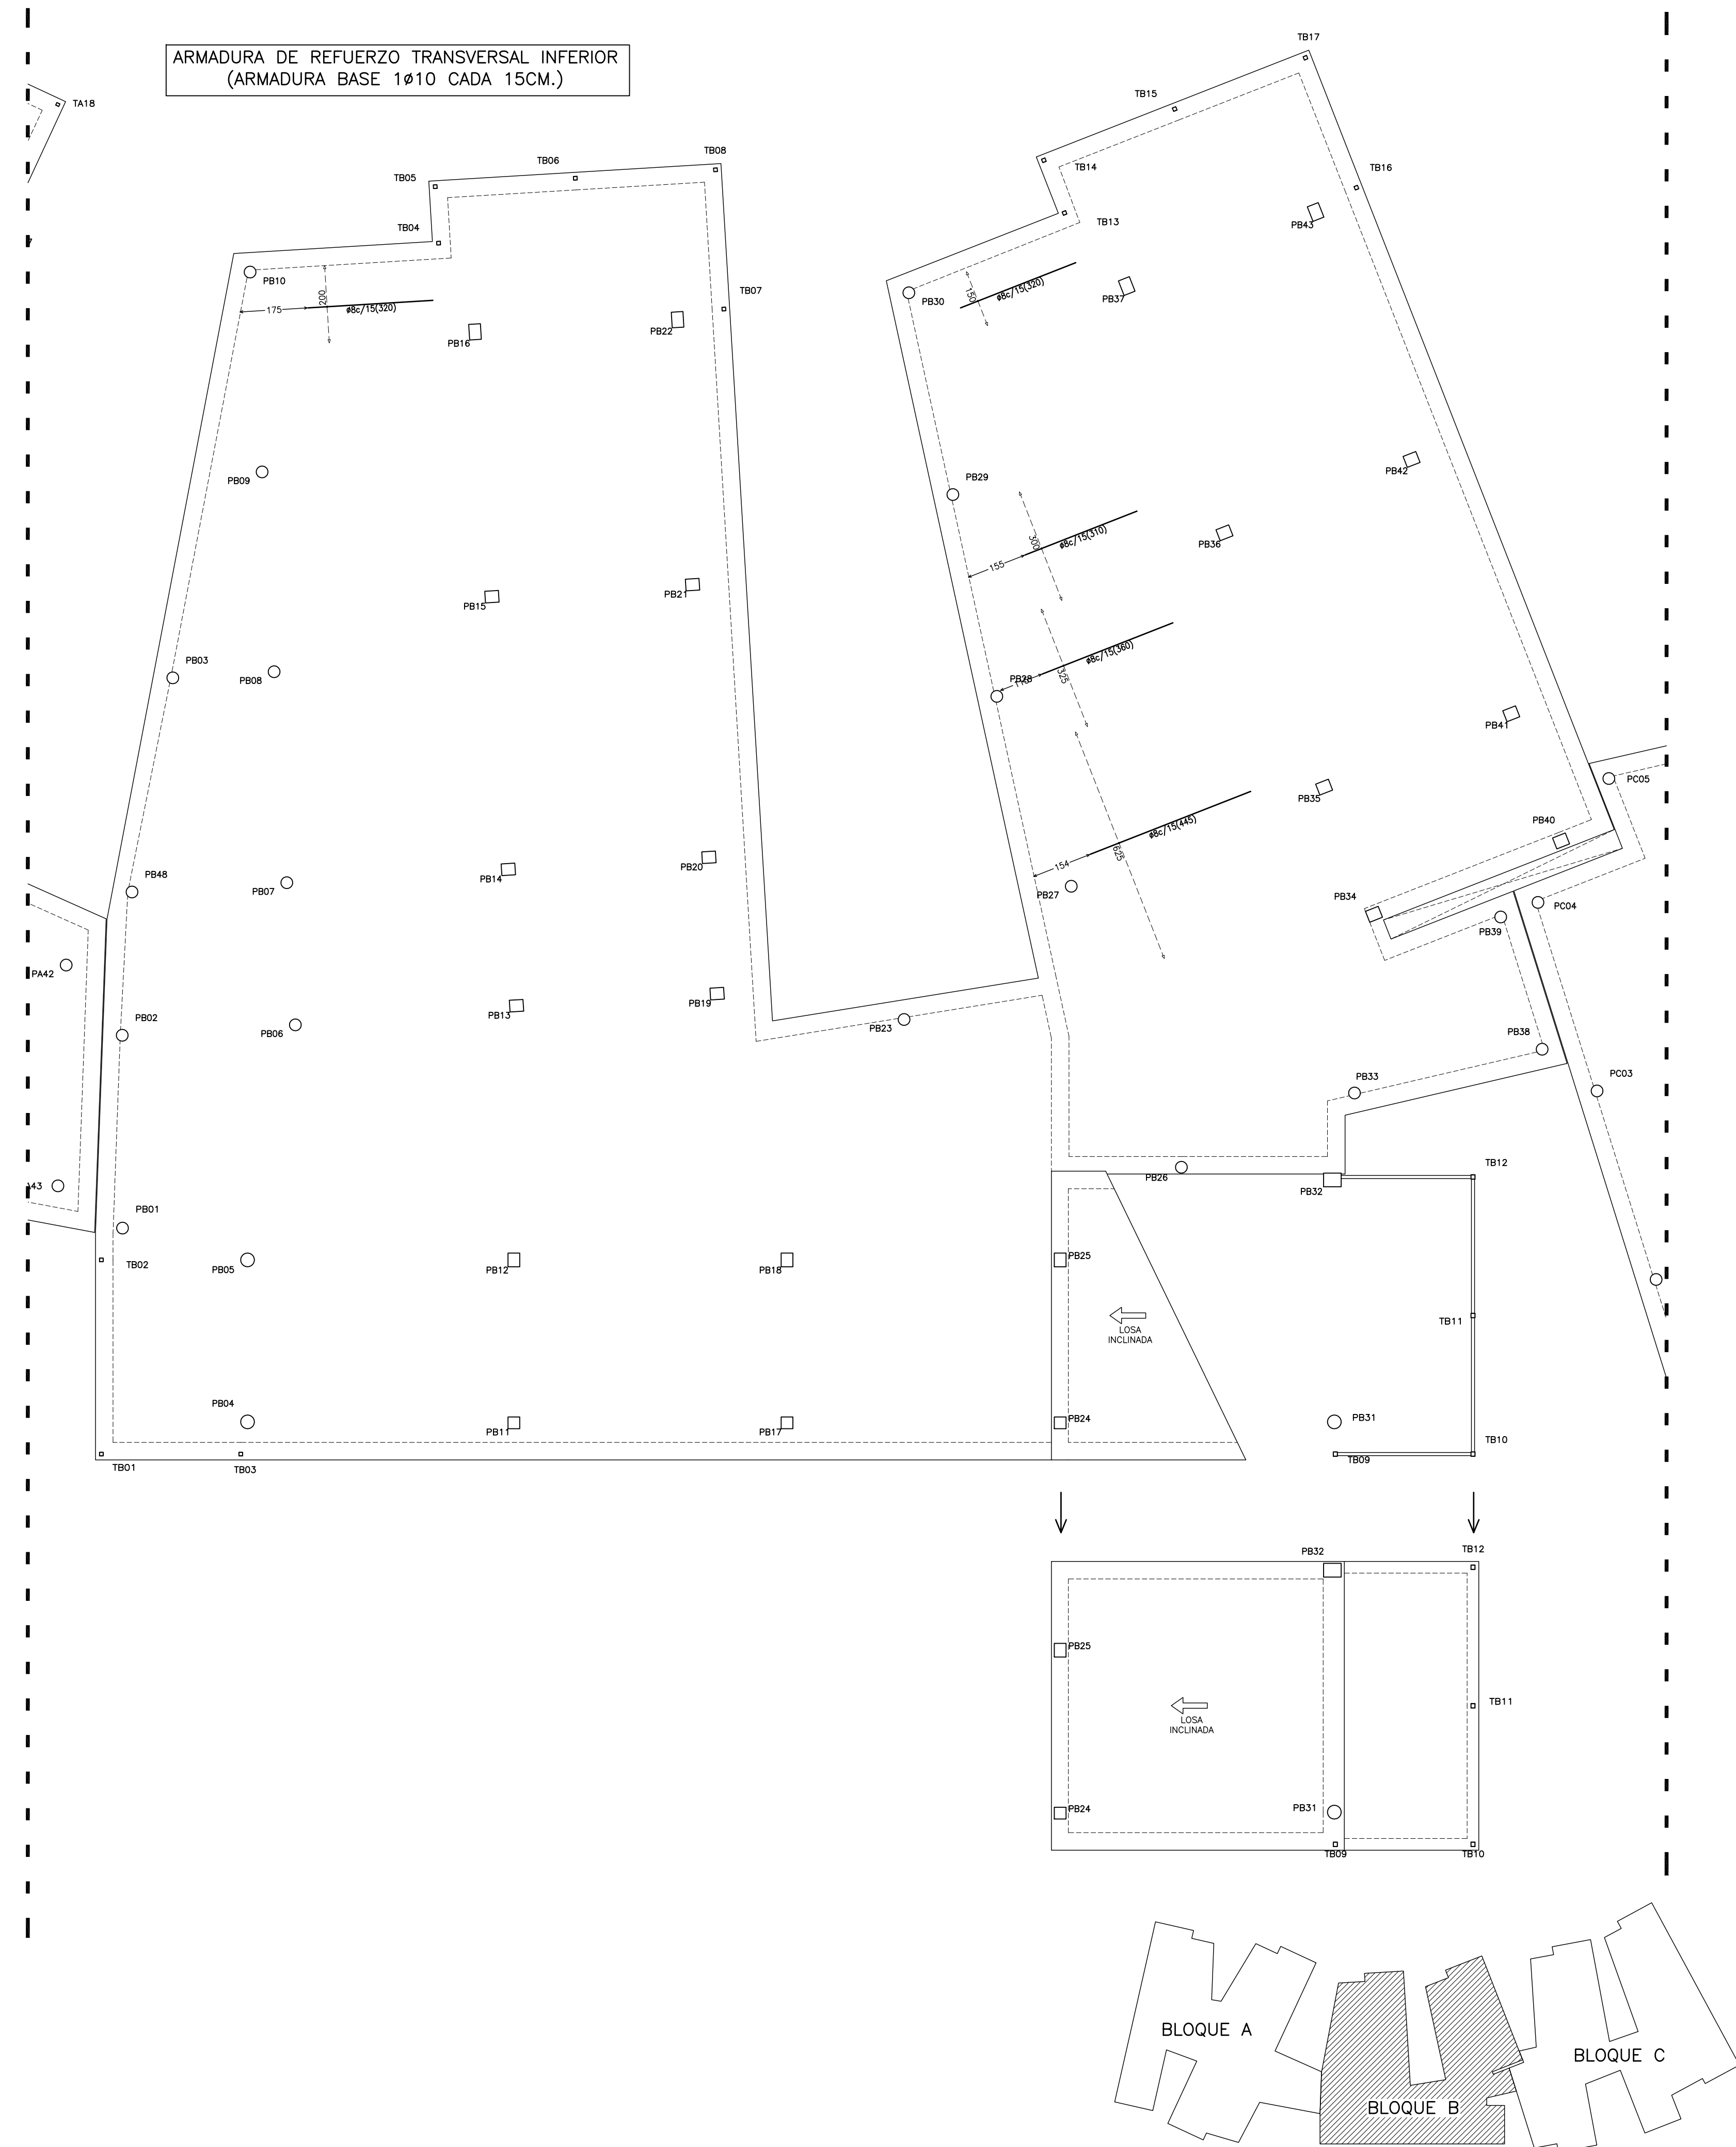 ARMADURA DE REFUERZO TRANSVERSAL INFERIOR
(ARMADURA BASE 1ø10 CADA 15CM.)
TB17
TA18
TB15
TB08
TB06
TB05
TB14
TB16
TB04
TB13
PB43
PB10
TB07
PB30
150
ø8c/15(320)
PB37
175
200
ø8c/15(320)
PB16
PB22
PB09
PB29
PB42
300
ø8c/15(310)
PB36
155
PB15
PB21
PB03
PB08
PB28
325
ø8c/15(360)
PB41
PC05
PB35
PB40
ø8c/15(445)
625
154
PB48
PB07
PB14
PB20
PB27
PB34
PC04
PB39
PA42
PB02
PB06
PB13
PB19
PB23
PB38
PB33
PC03
TB12
PB26
PB32
PB01
TB02
PB05
PB12
PB18
PB25
LOSA
INCLINADA
TB11
PB04
PB11
PB17
PB24
PB31
TB01
TB03
TB09
TB10
PB32
TB12
PB25
LOSA
INCLINADA
TB11
PB24
PB31
TB09
TB10
BLOQUE A
BLOQUE B
BLOQUE C